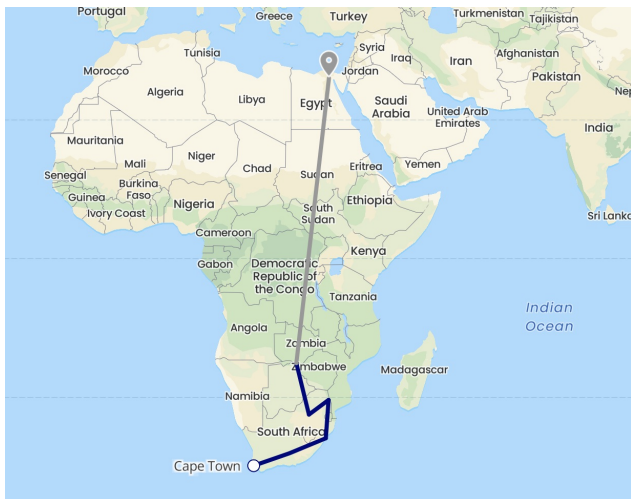 Portugal
Greece
Turkey
Turkmenistan
Tajikistan
Tunisia
Syria
Iraq
Iran
Afghanistan
Morocco
Jordan
Pakistan
Algeria
Libya
Egypt
Saudi
Arabia
United Arab
Emirates
India
Mauritania
Mali
Niger
Chad
Sudan
Eritrea
Yemen
Senegal
Burkina
Faso
Guinea
Ivory Coast
Nigeria
South
Sudan
Ethiopia
Sri Lanka
Cameroon
Gabon
Democratic
Republic of
the Congo
Kenya
Tanzania
Indian
Ocean
Angola
Zambia
Zimbabwe
Madagascar
Namibia
South Africa
Cape Town